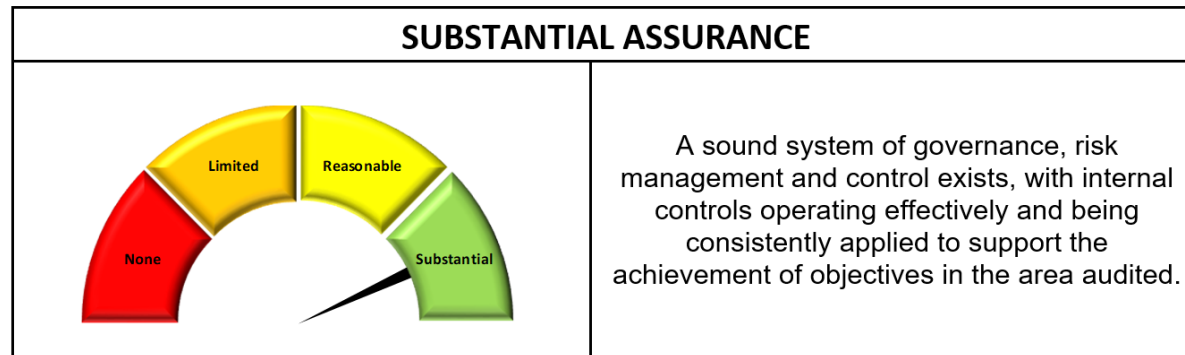 SUBSTANTIAL ASSURANCE
Limited
Reasonable
None
Substantial
A sound system of governance, risk
management and control exists, with internal
controls operating effectively and being
consistently applied to support the
achievement of objectives in the area audited.